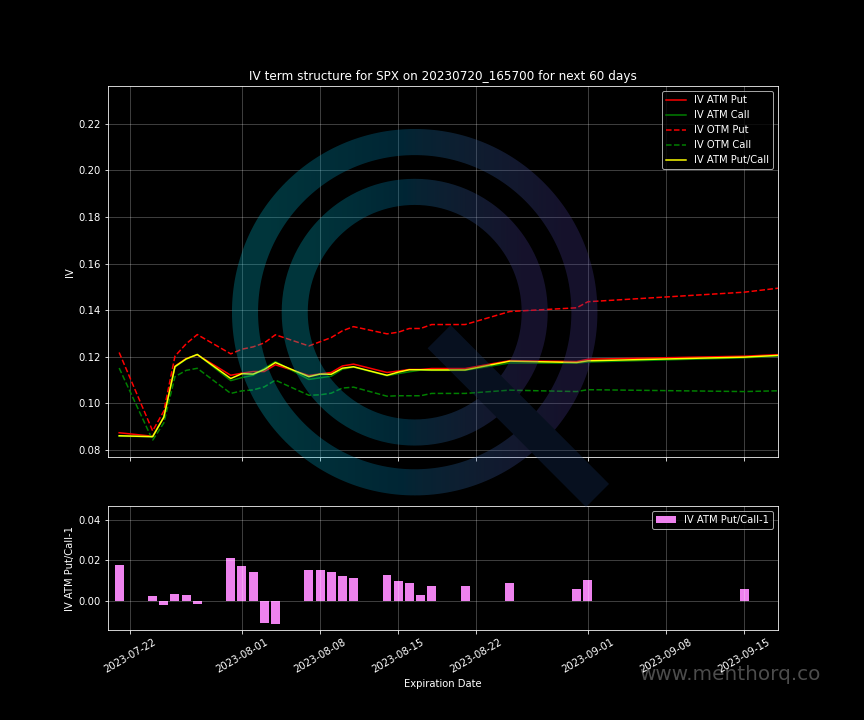 IV term structure for SPX on 20230720_165700 for next 60 days
IV ATM Put
IV ATM Call
IV OTM Put
IV OTM Call
IV ATM Put/Call
0.22
0.20
0.18
0.16
0.14
0.12
0.10
0.08
IV
IV ATM Put/Call-1
0.04
0.02
0.00
IV ATM Put/Call-1
2023-07-22
2023-08-01
2023-08-08
2023-08-15
2023-08-22
2023-09-01
2023-09-08
2023-09-15
Expiration Date
www.menthorq.co